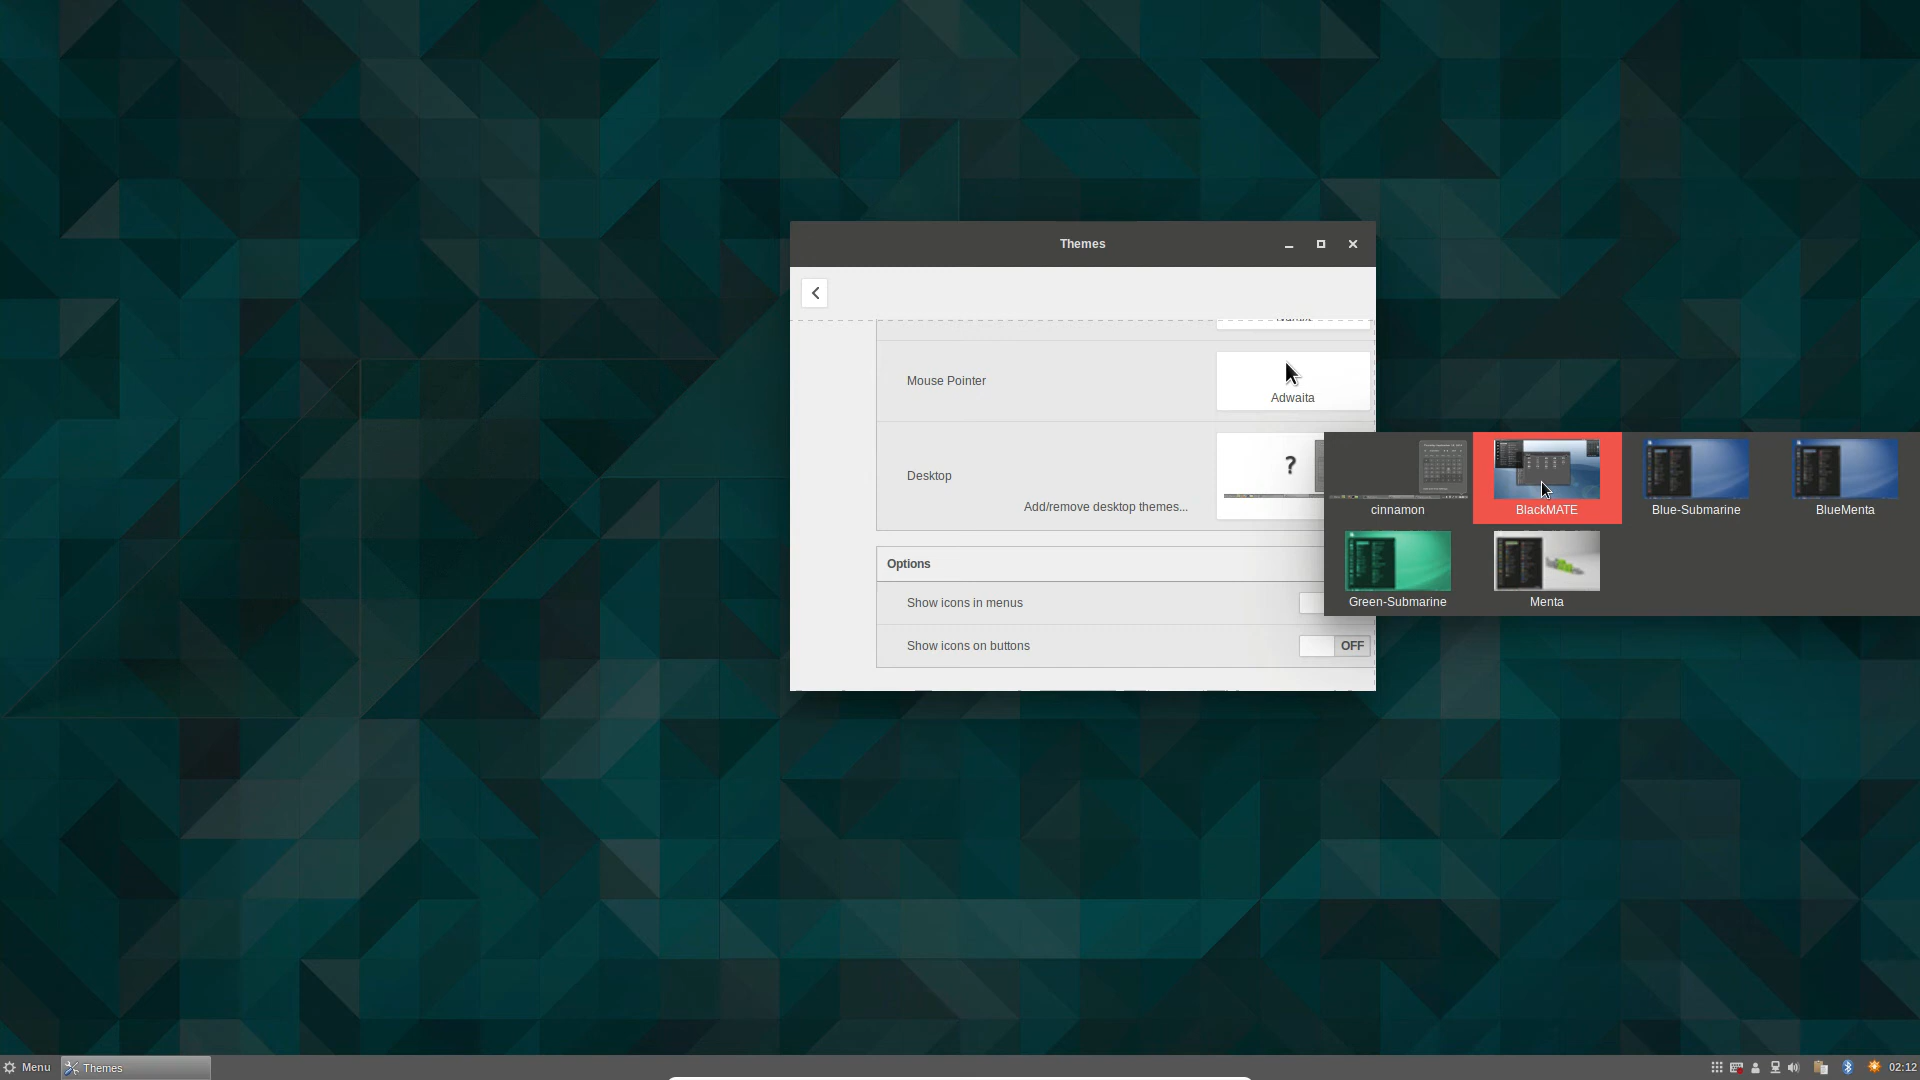 Themes
Mouse Pointer
Adwaita
Desktop
?
Add/remove desktop themes...
cinnamon
BlackMATE
Blue-Submarine
BlueMenta
Green-Submarine
Menta
Options
Show icons in menus
Show icons on buttons
OFF
Menu
Themes
02:12